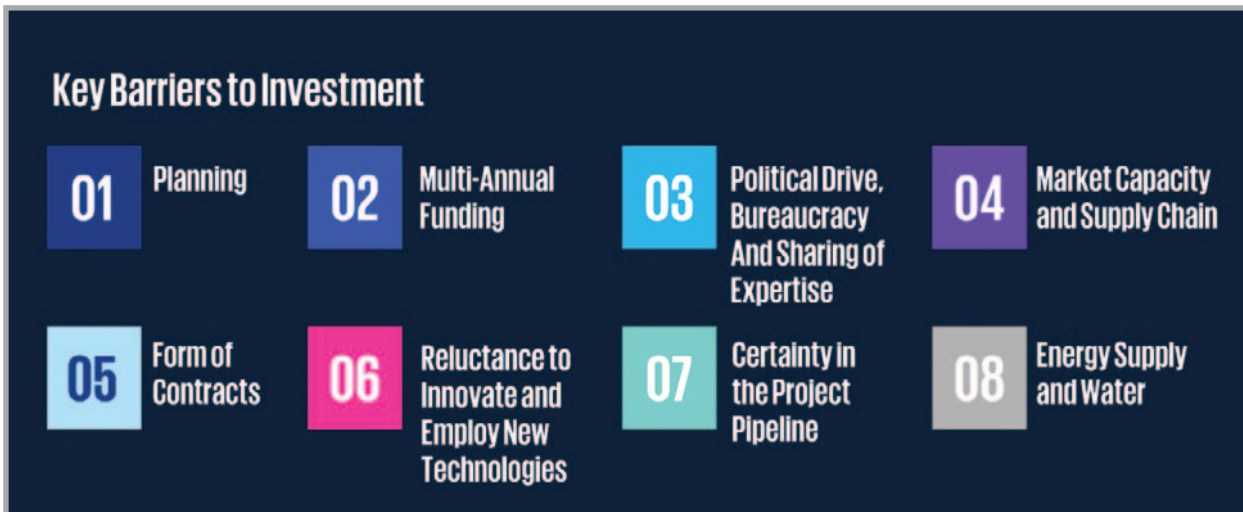 Key Barriers to Investment
01
Planning
02
Multi-Annual
Funding
03
Political Drive,
Bureaucracy
And Sharing of
Expertise
04
Market Capacity
and Supply Chain
05
Form of
Contracts
06
Reluctance to
Innovate and
Employ New
Technologies
07
Certainty in
the Project
Pipeline
08
Energy Supply
and Water